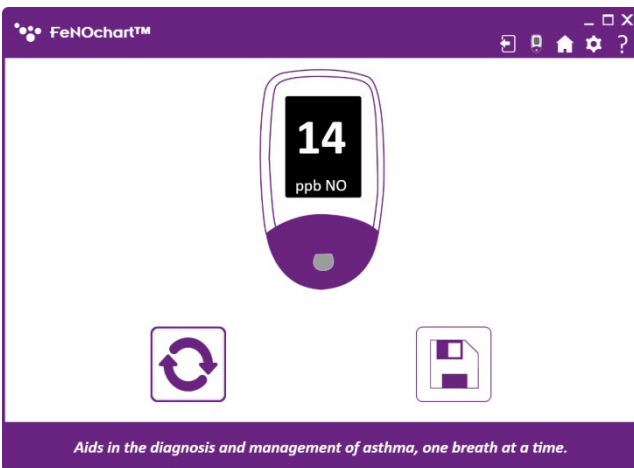 FeNOchart™
14
ppb NO
Aids in the diagnosis and management of asthma, one breath at a time.